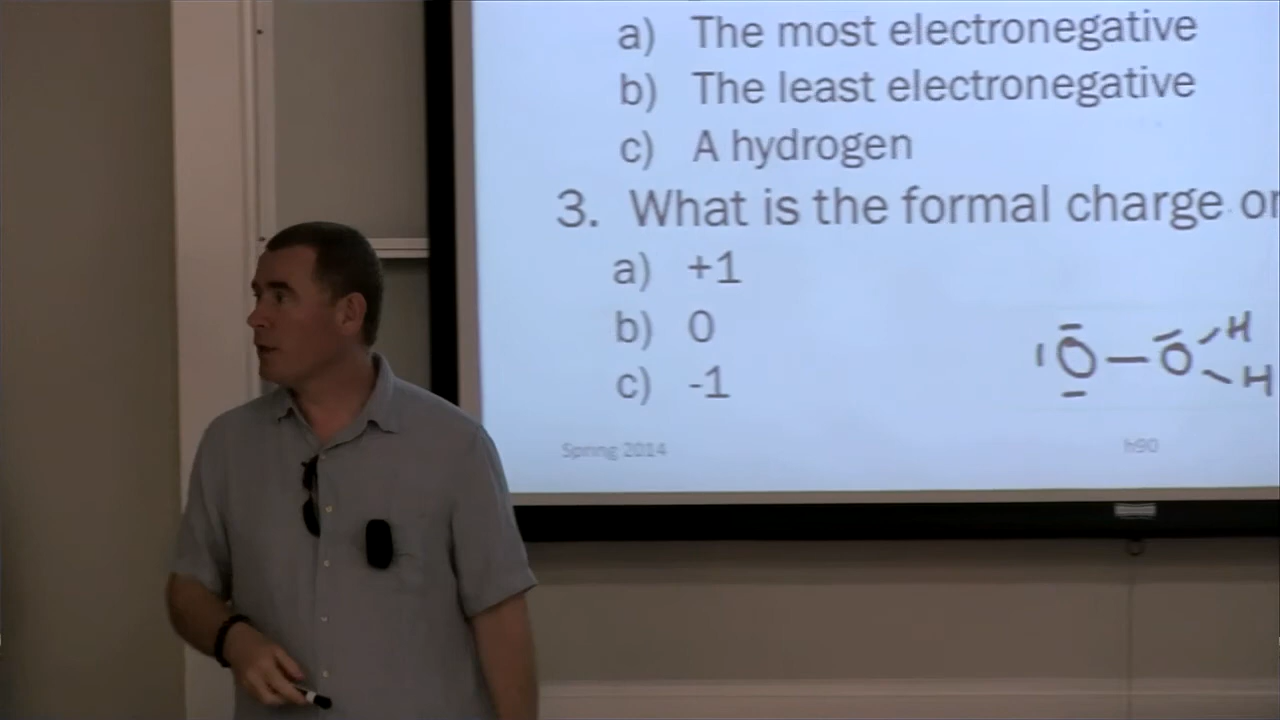 a) The most electronegative
b) The least electronegative
c) A hydrogen
3. What is the formal charge on
a) +1
b) 0
c) -1
|O̲̅—O̅ H
H
Spring 2014 h90